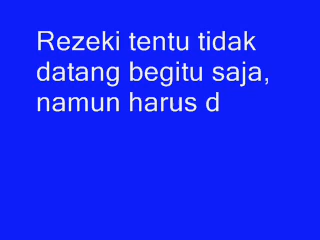 Rezeki tentu tidak
datang begitu saja,
namun harus d